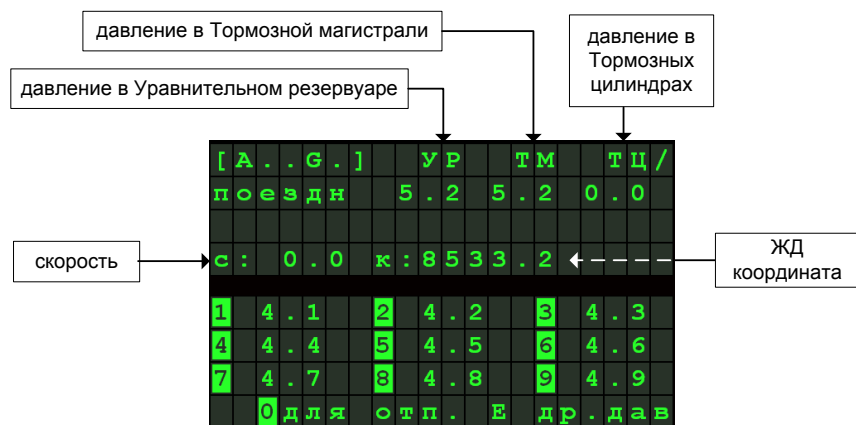 давление в Тормозной магистрали
давление в
Тормозных
цилиндрах
давление в Уравнительном резервуаре
[A..G.] УР ТМ ТЦ/
поездн 5.2 5.2 0.0
скорость
с: 0.0 к:8533.2
ЖД
координата
1 4.1 2 4.2 3 4.3
4 4.4 5 4.5 6 4.6
7 4.7 8 4.8 9 4.9
0для отп. Е др.дав